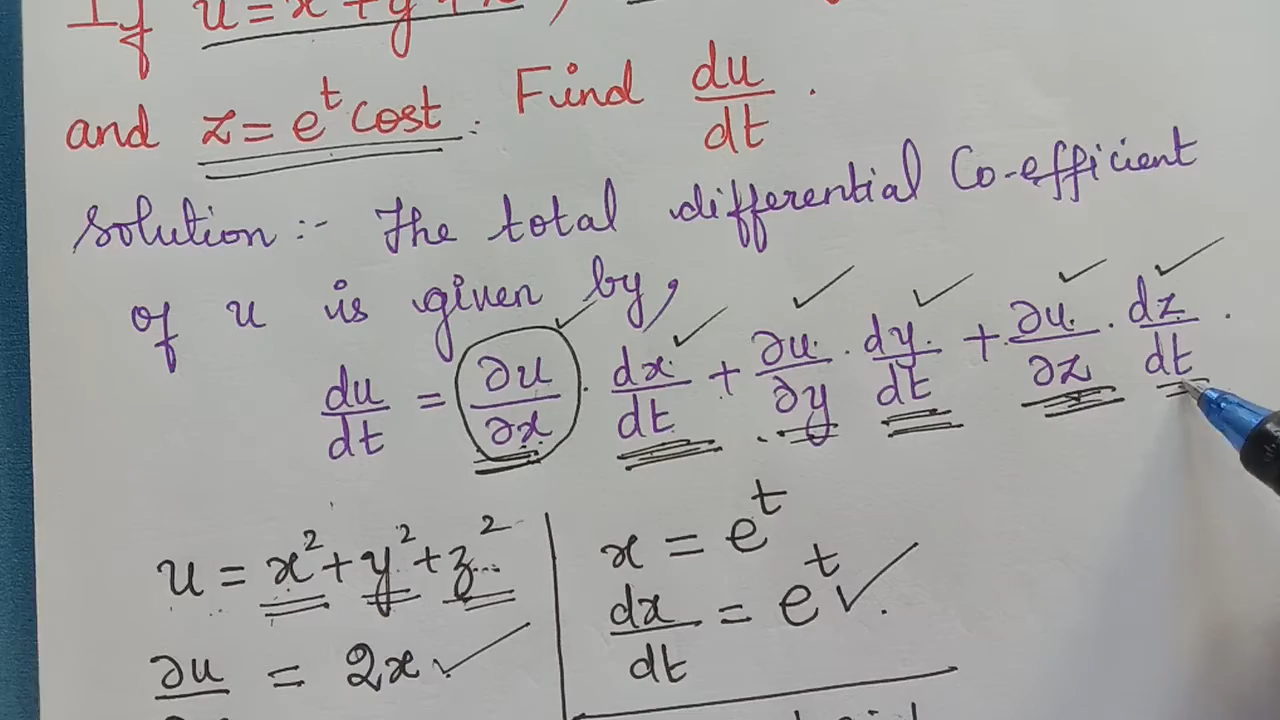 If u = x + y + z ,
and z = e^t cost. Find du/dt .
Solution :- The total differential Co-efficient
of u is given by,
du/dt = ∂u/∂x . dx/dt + ∂u/∂y . dy/dt + ∂u/∂z . dz/dt .
u = x² + y² + z²
∂u = 2x
x = e^t
dx/dt = e^t